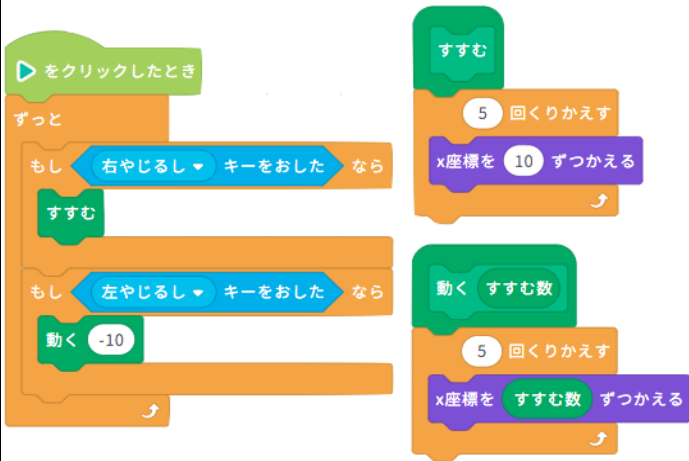 をクリックしたとき
ずっと
もし 右やじるし キーをおした なら
すすむ
もし 左やじるし キーをおした なら
動く -10
すすむ
5 回くりかえす
x座標を 10 ずつかえる
動く すすむ数
5 回くりかえす
x座標を すすむ数 ずつかえる